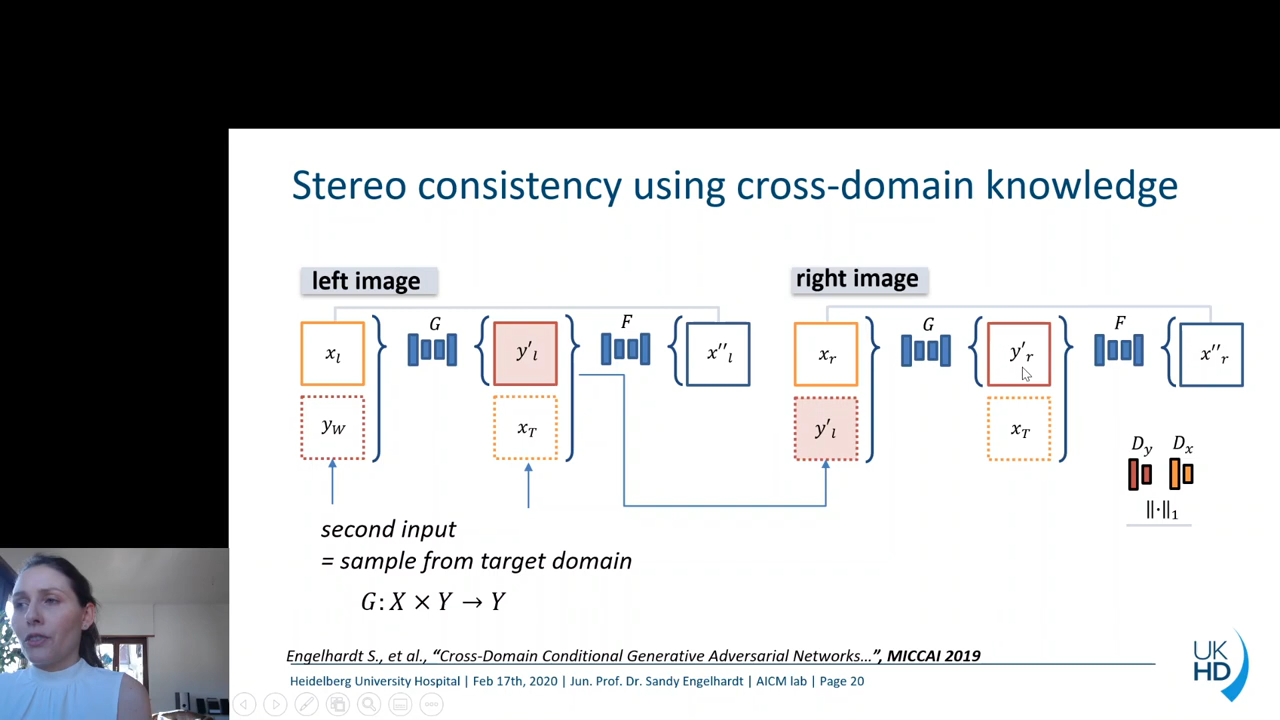 Stereo consistency using cross-domain knowledge
left image
right image
x_l
G
y'_l
F
x''_l
x_r
G
y'_r
F
x''_r
y_W
x_T
y'_l
x_T
D_y D_x
‖·‖₁
second input
= sample from target domain
G: X × Y → Y
Engelhardt S., et al., “Cross-Domain Conditional Generative Adversarial Networks…”, MICCAI 2019
Heidelberg University Hospital | Feb 17th, 2020 | Jun. Prof. Dr. Sandy Engelhardt | AICM lab | Page 20
UK
HD